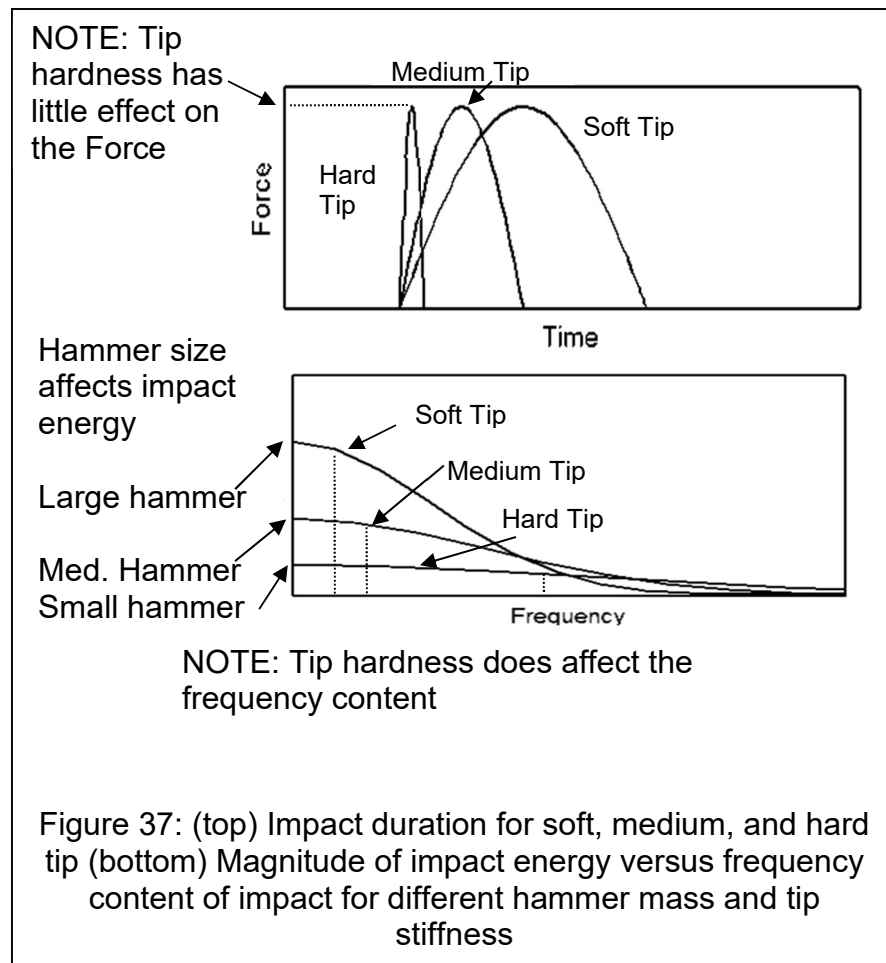 NOTE: Tip
hardness has
little effect on
the Force
Medium Tip
Soft Tip
Hard
Tip
Force
Time
Hammer size
affects impact
energy
Soft Tip
Medium Tip
Large hammer
Hard Tip
Med. Hammer
Small hammer
Frequency
NOTE: Tip hardness does affect the
frequency content
Figure 37: (top) Impact duration for soft, medium, and hard
tip (bottom) Magnitude of impact energy versus frequency
content of impact for different hammer mass and tip
stiffness